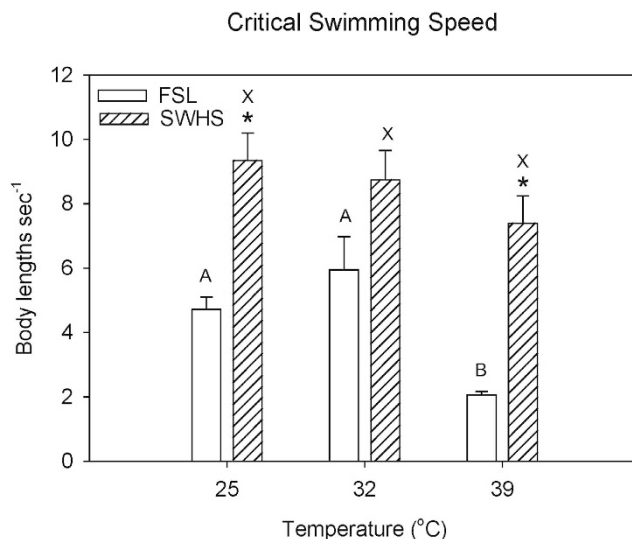 Critical Swimming Speed
Body lengths sec⁻¹
12
10
8
6
4
2
0
FSL
SWHS
A
X
*
A
X
B
X
*
25
32
39
Temperature (°C)